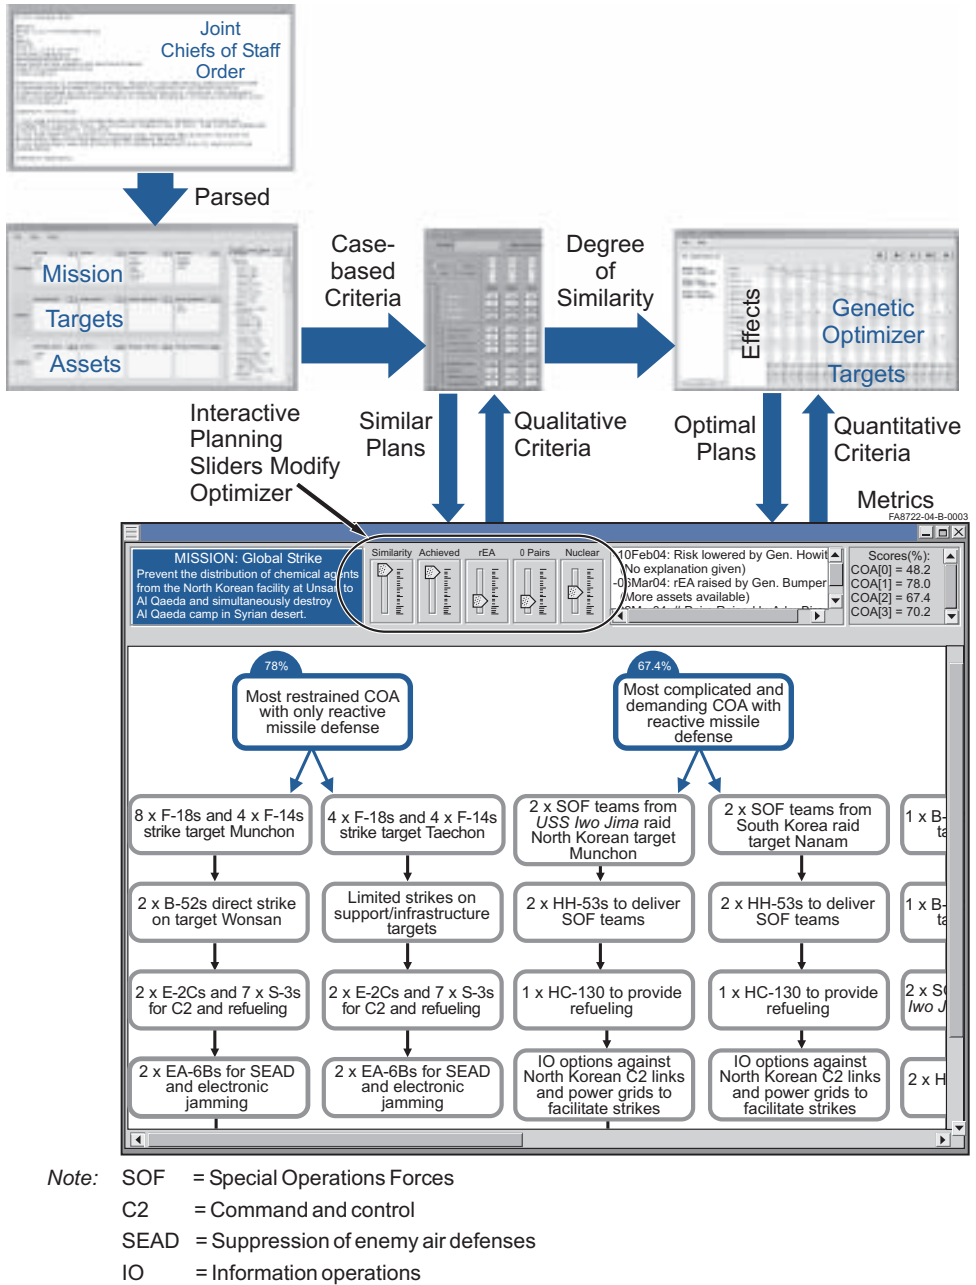 Joint
Chiefs of Staff
Order
Parsed
Mission
Targets
Assets
Case-
based
Criteria
Degree
of
Similarity
Effects
Genetic
Optimizer
Targets
Interactive
Planning
Sliders Modify
Optimizer
Similar
Plans
Qualitative
Criteria
Optimal
Plans
Quantitative
Criteria
Metrics
FA8722-04-B-0003
MISSION: Global Strike
Prevent the distribution of chemical agents
from the North Korean facility at Unsan to
Al Qaeda and simultaneously destroy
Al Qaeda camp in Syrian desert.
Similarity Achieved rEA 0 Pairs Nuclear
10Feb04: Risk lowered by Gen. Howit
(No explanation given)
Mar04: rEA raised by Gen. Bumper
(More assets available)
Scores(%):
COA[0] = 48.2
COA[1] = 78.0
COA[2] = 67.4
COA[3] = 70.2
78%
Most restrained COA
with only reactive
missile defense
67.4%
Most complicated and
demanding COA with
reactive missile
defense
8 x F-18s and 4 x F-14s
strike target Munchon
4 x F-18s and 4 x F-14s
strike target Taechon
2 x SOF teams from
USS Iwo Jima raid
North Korean target
Munchon
2 x SOF teams from
South Korea raid
target Nanam
1 x B-
ta
2 x B-52s direct strike
on target Wonsan
Limited strikes on
support/infrastructure
targets
2 x HH-53s to deliver
SOF teams
2 x HH-53s to deliver
SOF teams
1 x B-
ta
2 x E-2Cs and 7 x S-3s
for C2 and refueling
2 x E-2Cs and 7 x S-3s
for C2 and refueling
1 x HC-130 to provide
refueling
1 x HC-130 to provide
refueling
2 x S
Iwo J
2 x EA-6Bs for SEAD
and electronic
jamming
2 x EA-6Bs for SEAD
and electronic
jamming
IO options against
North Korean C2 links
and power grids to
facilitate strikes
IO options against
North Korean C2 links
and power grids to
facilitate strikes
2 x H
Note: SOF = Special Operations Forces
C2 = Command and control
SEAD = Suppression of enemy air defenses
IO = Information operations